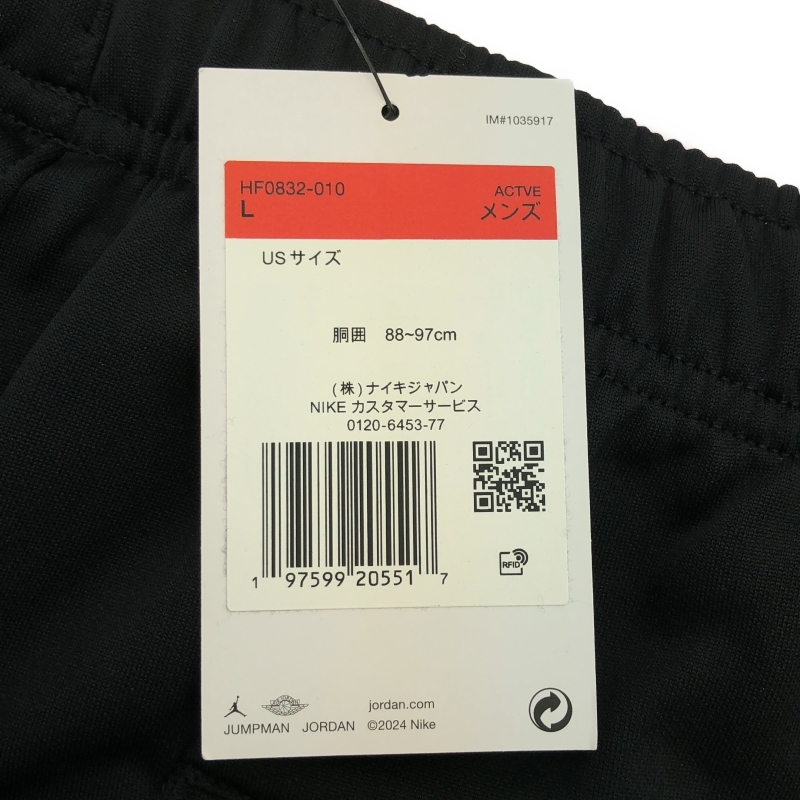 IM#1035917
HF0832-010 ACTVE
L メンズ
US サイズ
胴囲 88~97cm
(株)ナイキジャパン
NIKE カスタマーサービス
0120-6453-77
1 97599 20551 7
RFID
jordan.com
JUMPMAN JORDAN ©2024 Nike